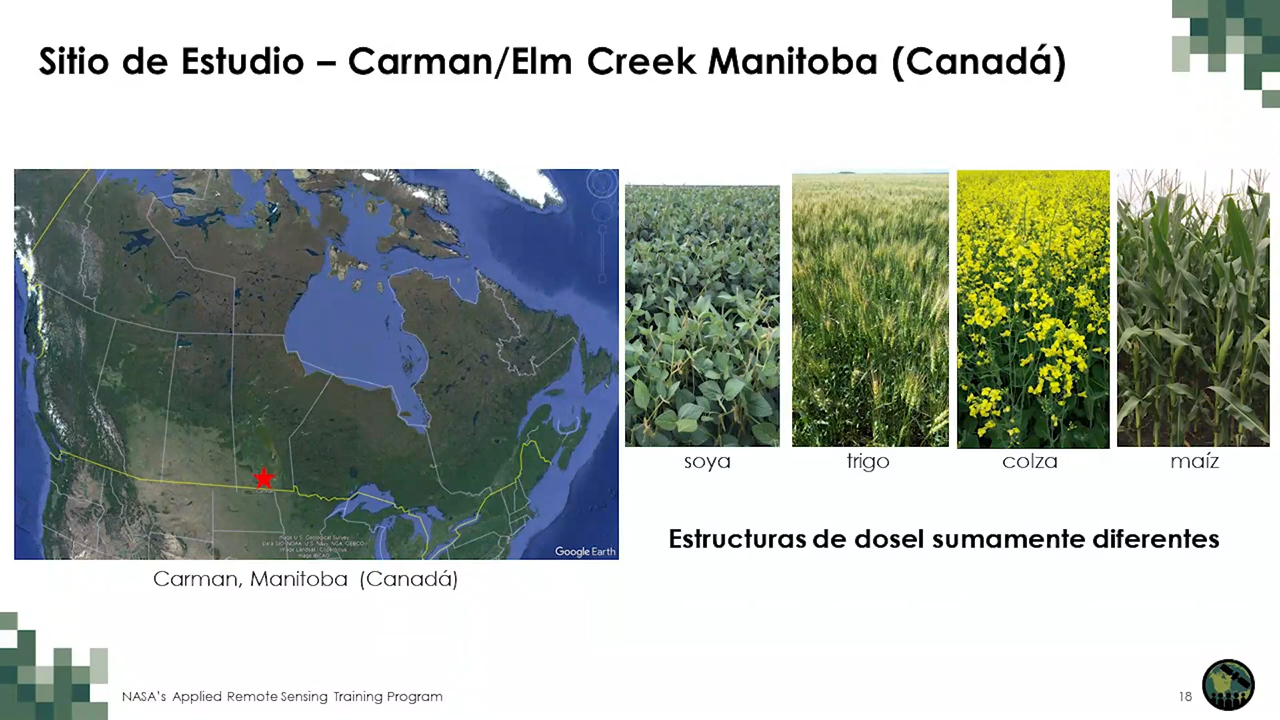 Sitio de Estudio – Carman/Elm Creek Manitoba (Canadá)
soya
trigo
colza
maíz
Estructuras de dosel sumamente diferentes
Google Earth
Carman, Manitoba (Canadá)
NASA's Applied Remote Sensing Training Program
18